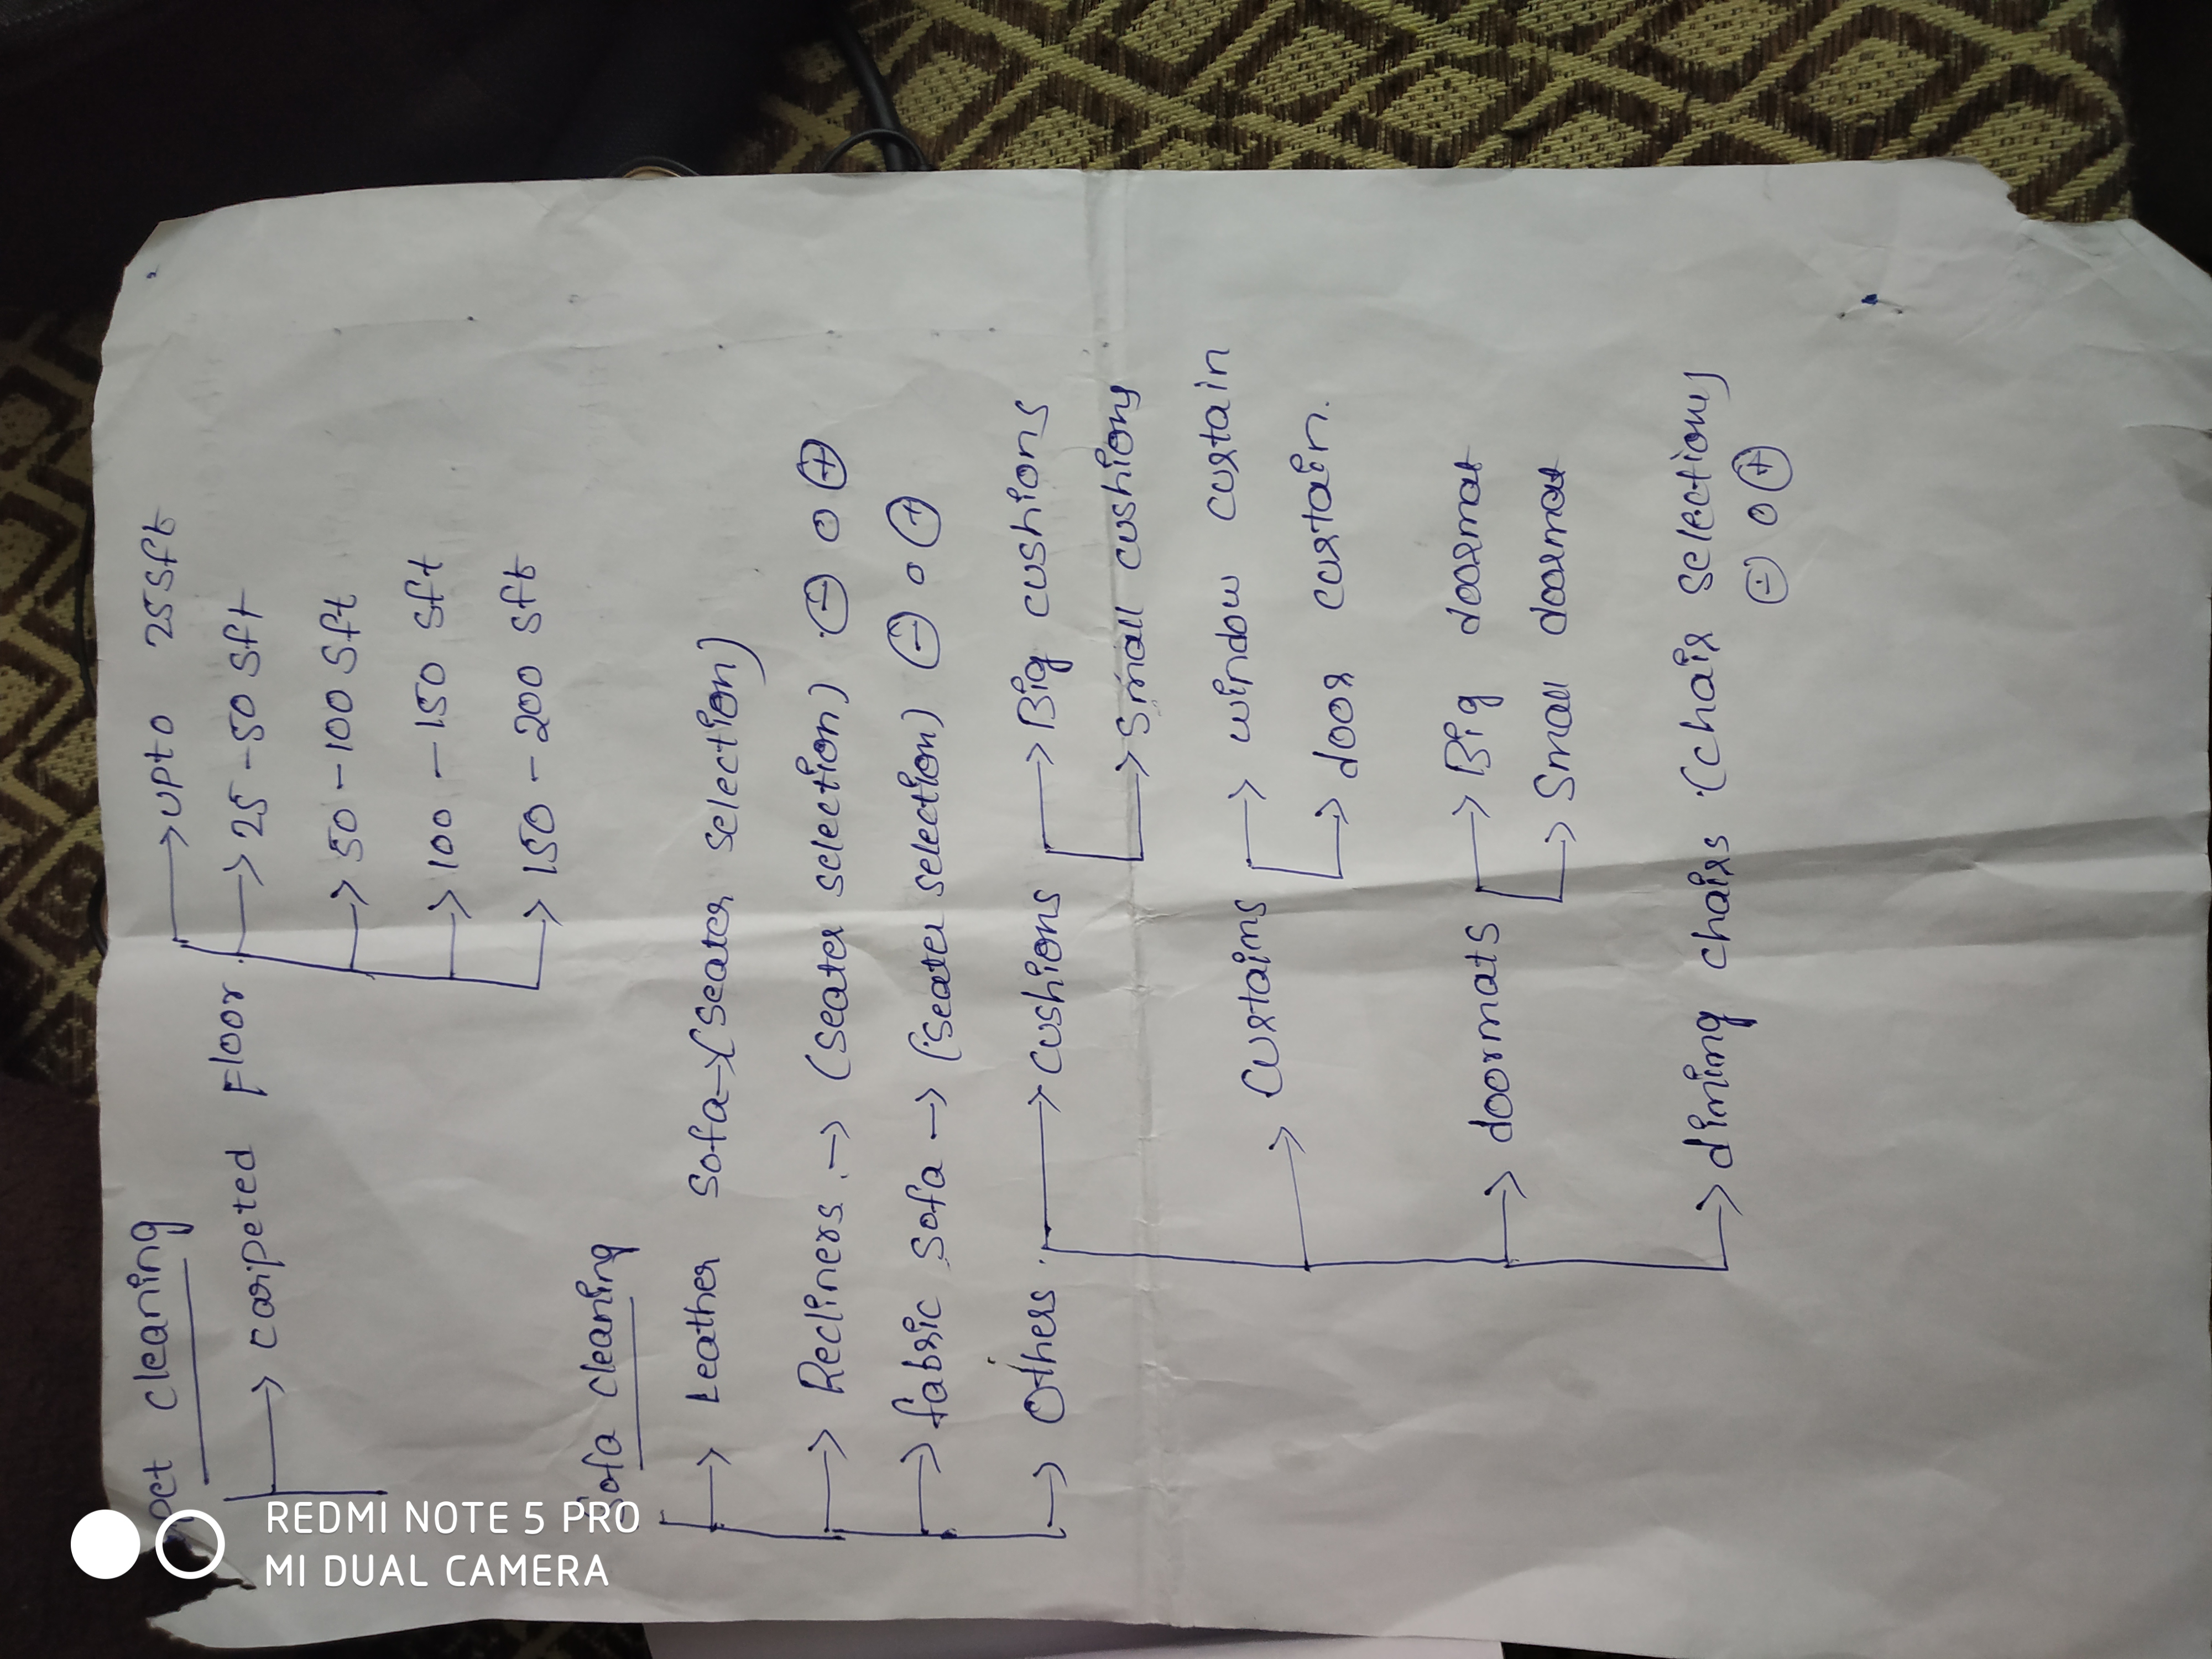 pet cleaning
→ carpeted Floor
→ upto 25sft
→ 25-50 sft
→ 50-100 sft
→ 100-150 sft
→ 150-200 sft
Sofa cleaning
→ Leather sofa → (seater selection)
→ Recliners → (seater selection) ⊖ 0 ⊕
→ fabric sofa → (seater selection) ⊖ 0 ⊕
→ Others
→ cushions
→ Big cushions
→ small cushions
→ curtains
→ window curtain
→ door curtain.
→ doormats
→ Big doormat
→ Small doormat
→ dining chairs (chair selection)
⊖ 0 ⊕
REDMI NOTE 5 PRO
MI DUAL CAMERA